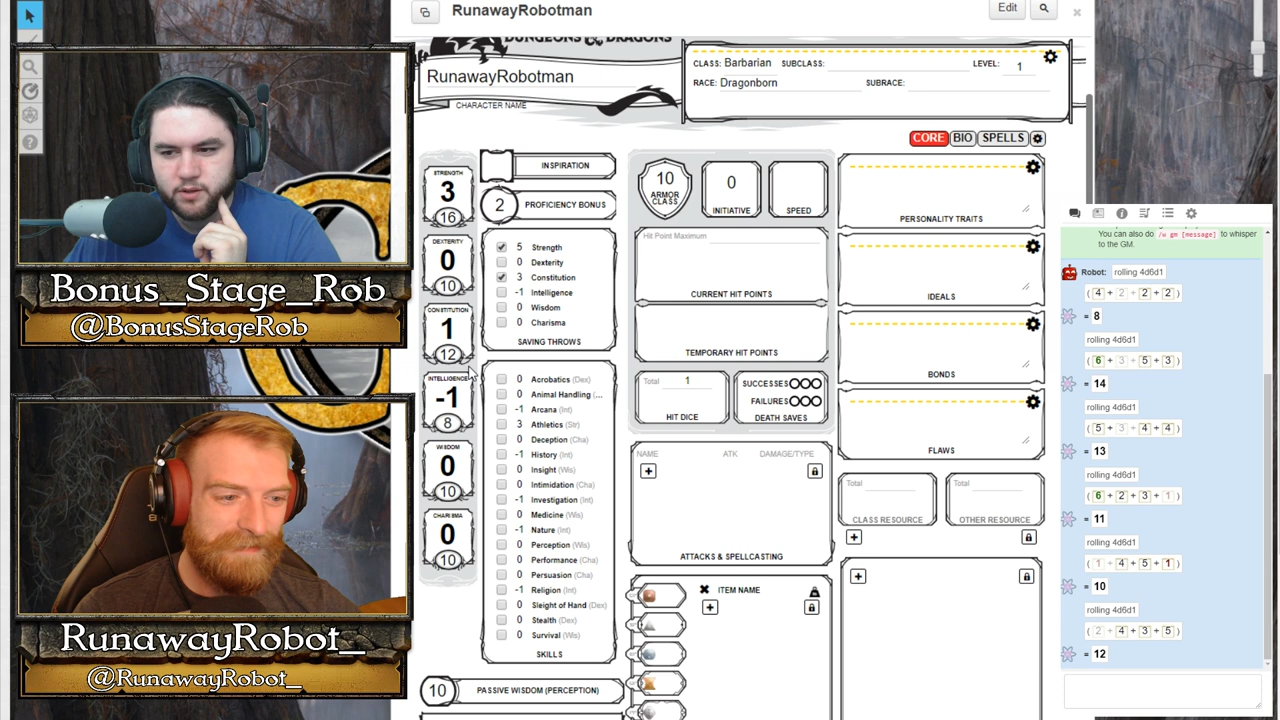 RunawayRobotman
Edit
DUNGEONS & DRAGONS
RunawayRobotman
CHARACTER NAME
CLASS: Barbarian SUBCLASS: LEVEL: 1
RACE: Dragonborn SUBRACE:
CORE BIO SPELLS
STRENGTH
3
16
DEXTERITY
0
10
CONSTITUTION
1
12
INTELLIGENCE
-1
8
WISDOM
0
10
CHARISMA
0
10
INSPIRATION
2 PROFICIENCY BONUS
5 Strength
0 Dexterity
3 Constitution
-1 Intelligence
0 Wisdom
0 Charisma
SAVING THROWS
0 Acrobatics (Dex)
0 Animal Handling (...
-1 Arcana (Int)
3 Athletics (Str)
0 Deception (Cha)
-1 History (Int)
0 Insight (Wis)
0 Intimidation (Cha)
-1 Investigation (Int)
0 Medicine (Wis)
-1 Nature (Int)
0 Perception (Wis)
0 Performance (Cha)
0 Persuasion (Cha)
-1 Religion (Int)
0 Sleight of Hand (Dex)
0 Stealth (Dex)
0 Survival (Wis)
SKILLS
10 PASSIVE WISDOM (PERCEPTION)
10
ARMOR
CLASS
0
INITIATIVE
SPEED
Hit Point Maximum
CURRENT HIT POINTS
TEMPORARY HIT POINTS
Total 1
HIT DICE
SUCCESSES
FAILURES
DEATH SAVES
NAME ATK DAMAGE/TYPE
ATTACKS & SPELLCASTING
ITEM NAME
PERSONALITY TRAITS
IDEALS
BONDS
FLAWS
Total
CLASS RESOURCE
Total
OTHER RESOURCE
You can also do /w gm [message] to whisper
to the GM.
Robot: rolling 4d6d1
(4+2+2+2)
= 8
rolling 4d6d1
(6+3+5+3)
= 14
rolling 4d6d1
(5+3+4+4)
= 13
rolling 4d6d1
(6+2+3+1)
= 11
rolling 4d6d1
(1+4+5+1)
= 10
rolling 4d6d1
(2+4+3+5)
= 12
Bonus_Stage_Rob
@BonusStageRob
RunawayRobot_
@RunawayRobot_